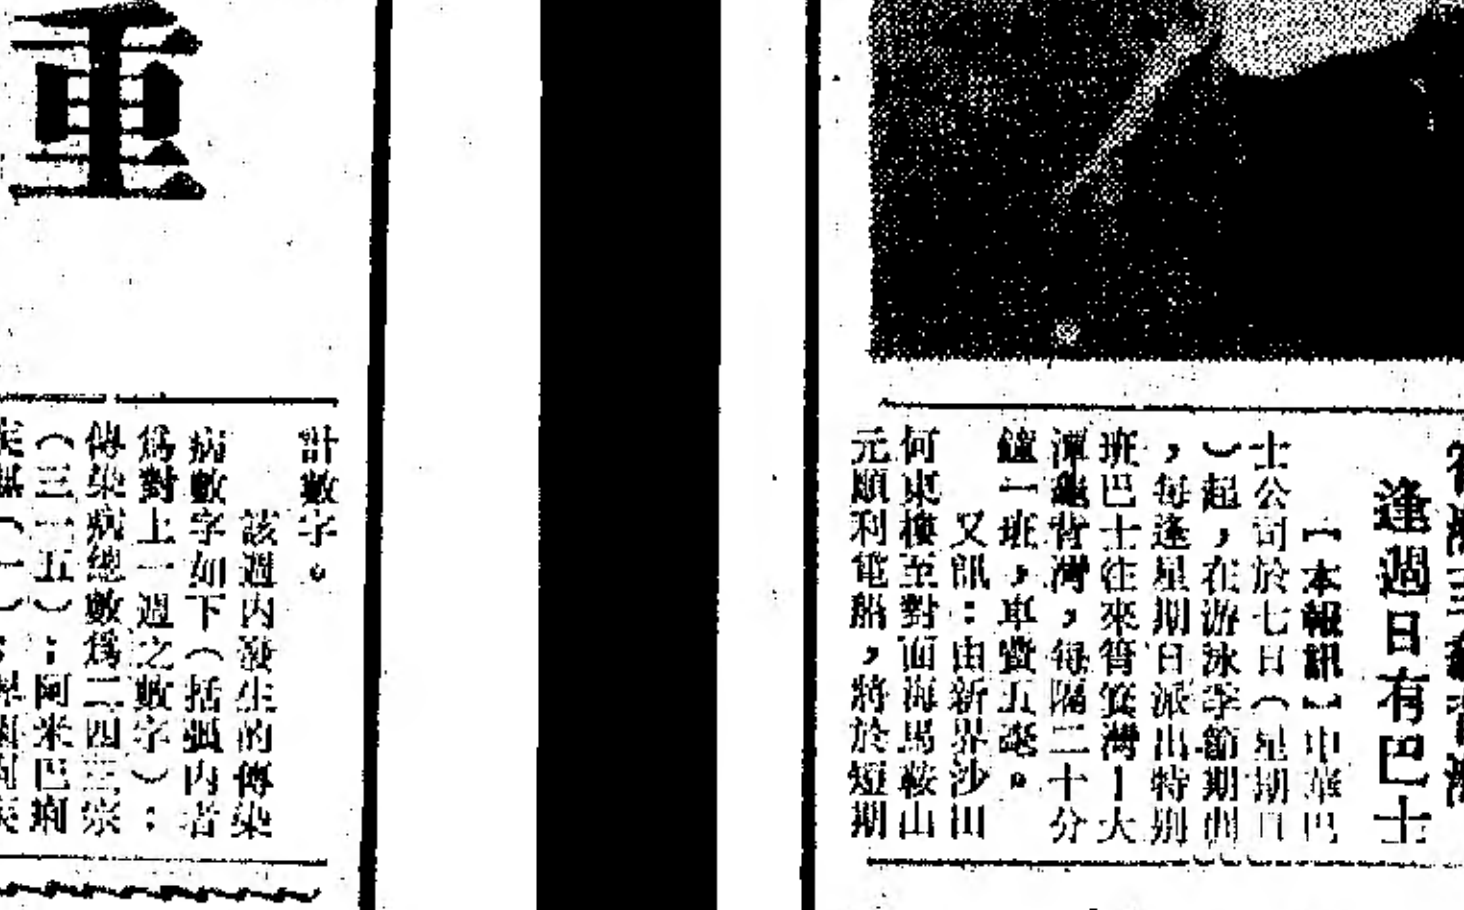 逢週日有巴士
【本報訊】中華巴
士公司於七日（星期日
）起，在游泳季節期間
，每逢星期日派出特別
班巴士往來筲箕灣—大
潭龜背灣，每隔二十分
鐘一班，車費五毫。
又訊：由新界沙田
何東樓至對面海馬鞍山
元順利電船，將於短期
重
計數字。
該週內發生的傳染
病數字如下（括弧內者
爲對上一週之數字）：
傳染病總數爲二四三宗
（三一五）；阿米巴痢